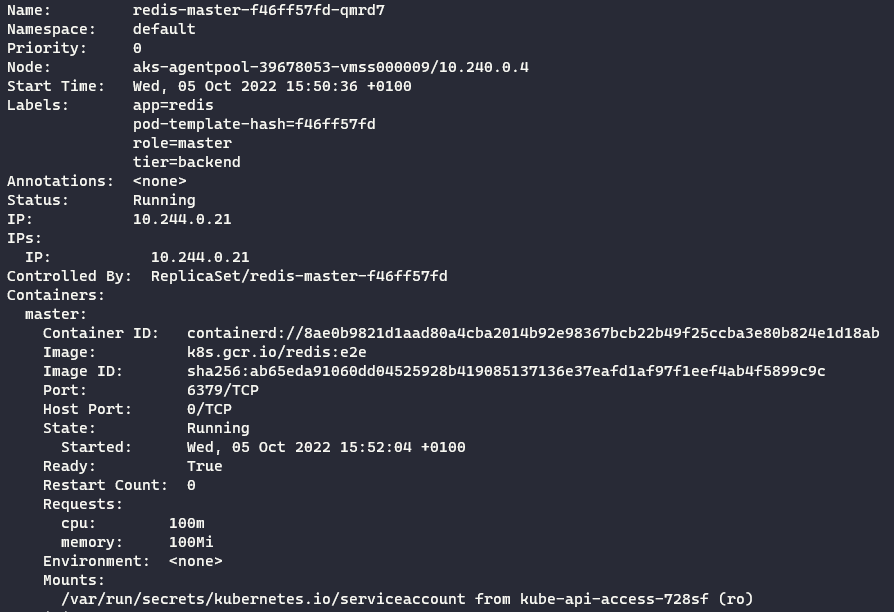 Name:         redis-master-f46ff57fd-qmrd7
Namespace:    default
Priority:     0
Node:         aks-agentpool-39678053-vmss000009/10.240.0.4
Start Time:   Wed, 05 Oct 2022 15:50:36 +0100
Labels:       app=redis
              pod-template-hash=f46ff57fd
              role=master
              tier=backend
Annotations:  <none>
Status:       Running
IP:           10.244.0.21
IPs:
  IP:           10.244.0.21
Controlled By:  ReplicaSet/redis-master-f46ff57fd
Containers:
  master:
    Container ID:   containerd://8ae0b9821d1aad80a4cba2014b92e98367bcb22b49f25ccba3e80b824e1d18ab
    Image:          k8s.gcr.io/redis:e2e
    Image ID:       sha256:ab65eda91060dd04525928b419085137136e37eafd1af97f1eef4ab4f5899c9c
    Port:           6379/TCP
    Host Port:      0/TCP
    State:          Running
      Started:      Wed, 05 Oct 2022 15:52:04 +0100
    Ready:          True
    Restart Count:  0
    Requests:
      cpu:        100m
      memory:     100Mi
    Environment:  <none>
    Mounts:
      /var/run/secrets/kubernetes.io/serviceaccount from kube-api-access-728sf (ro)